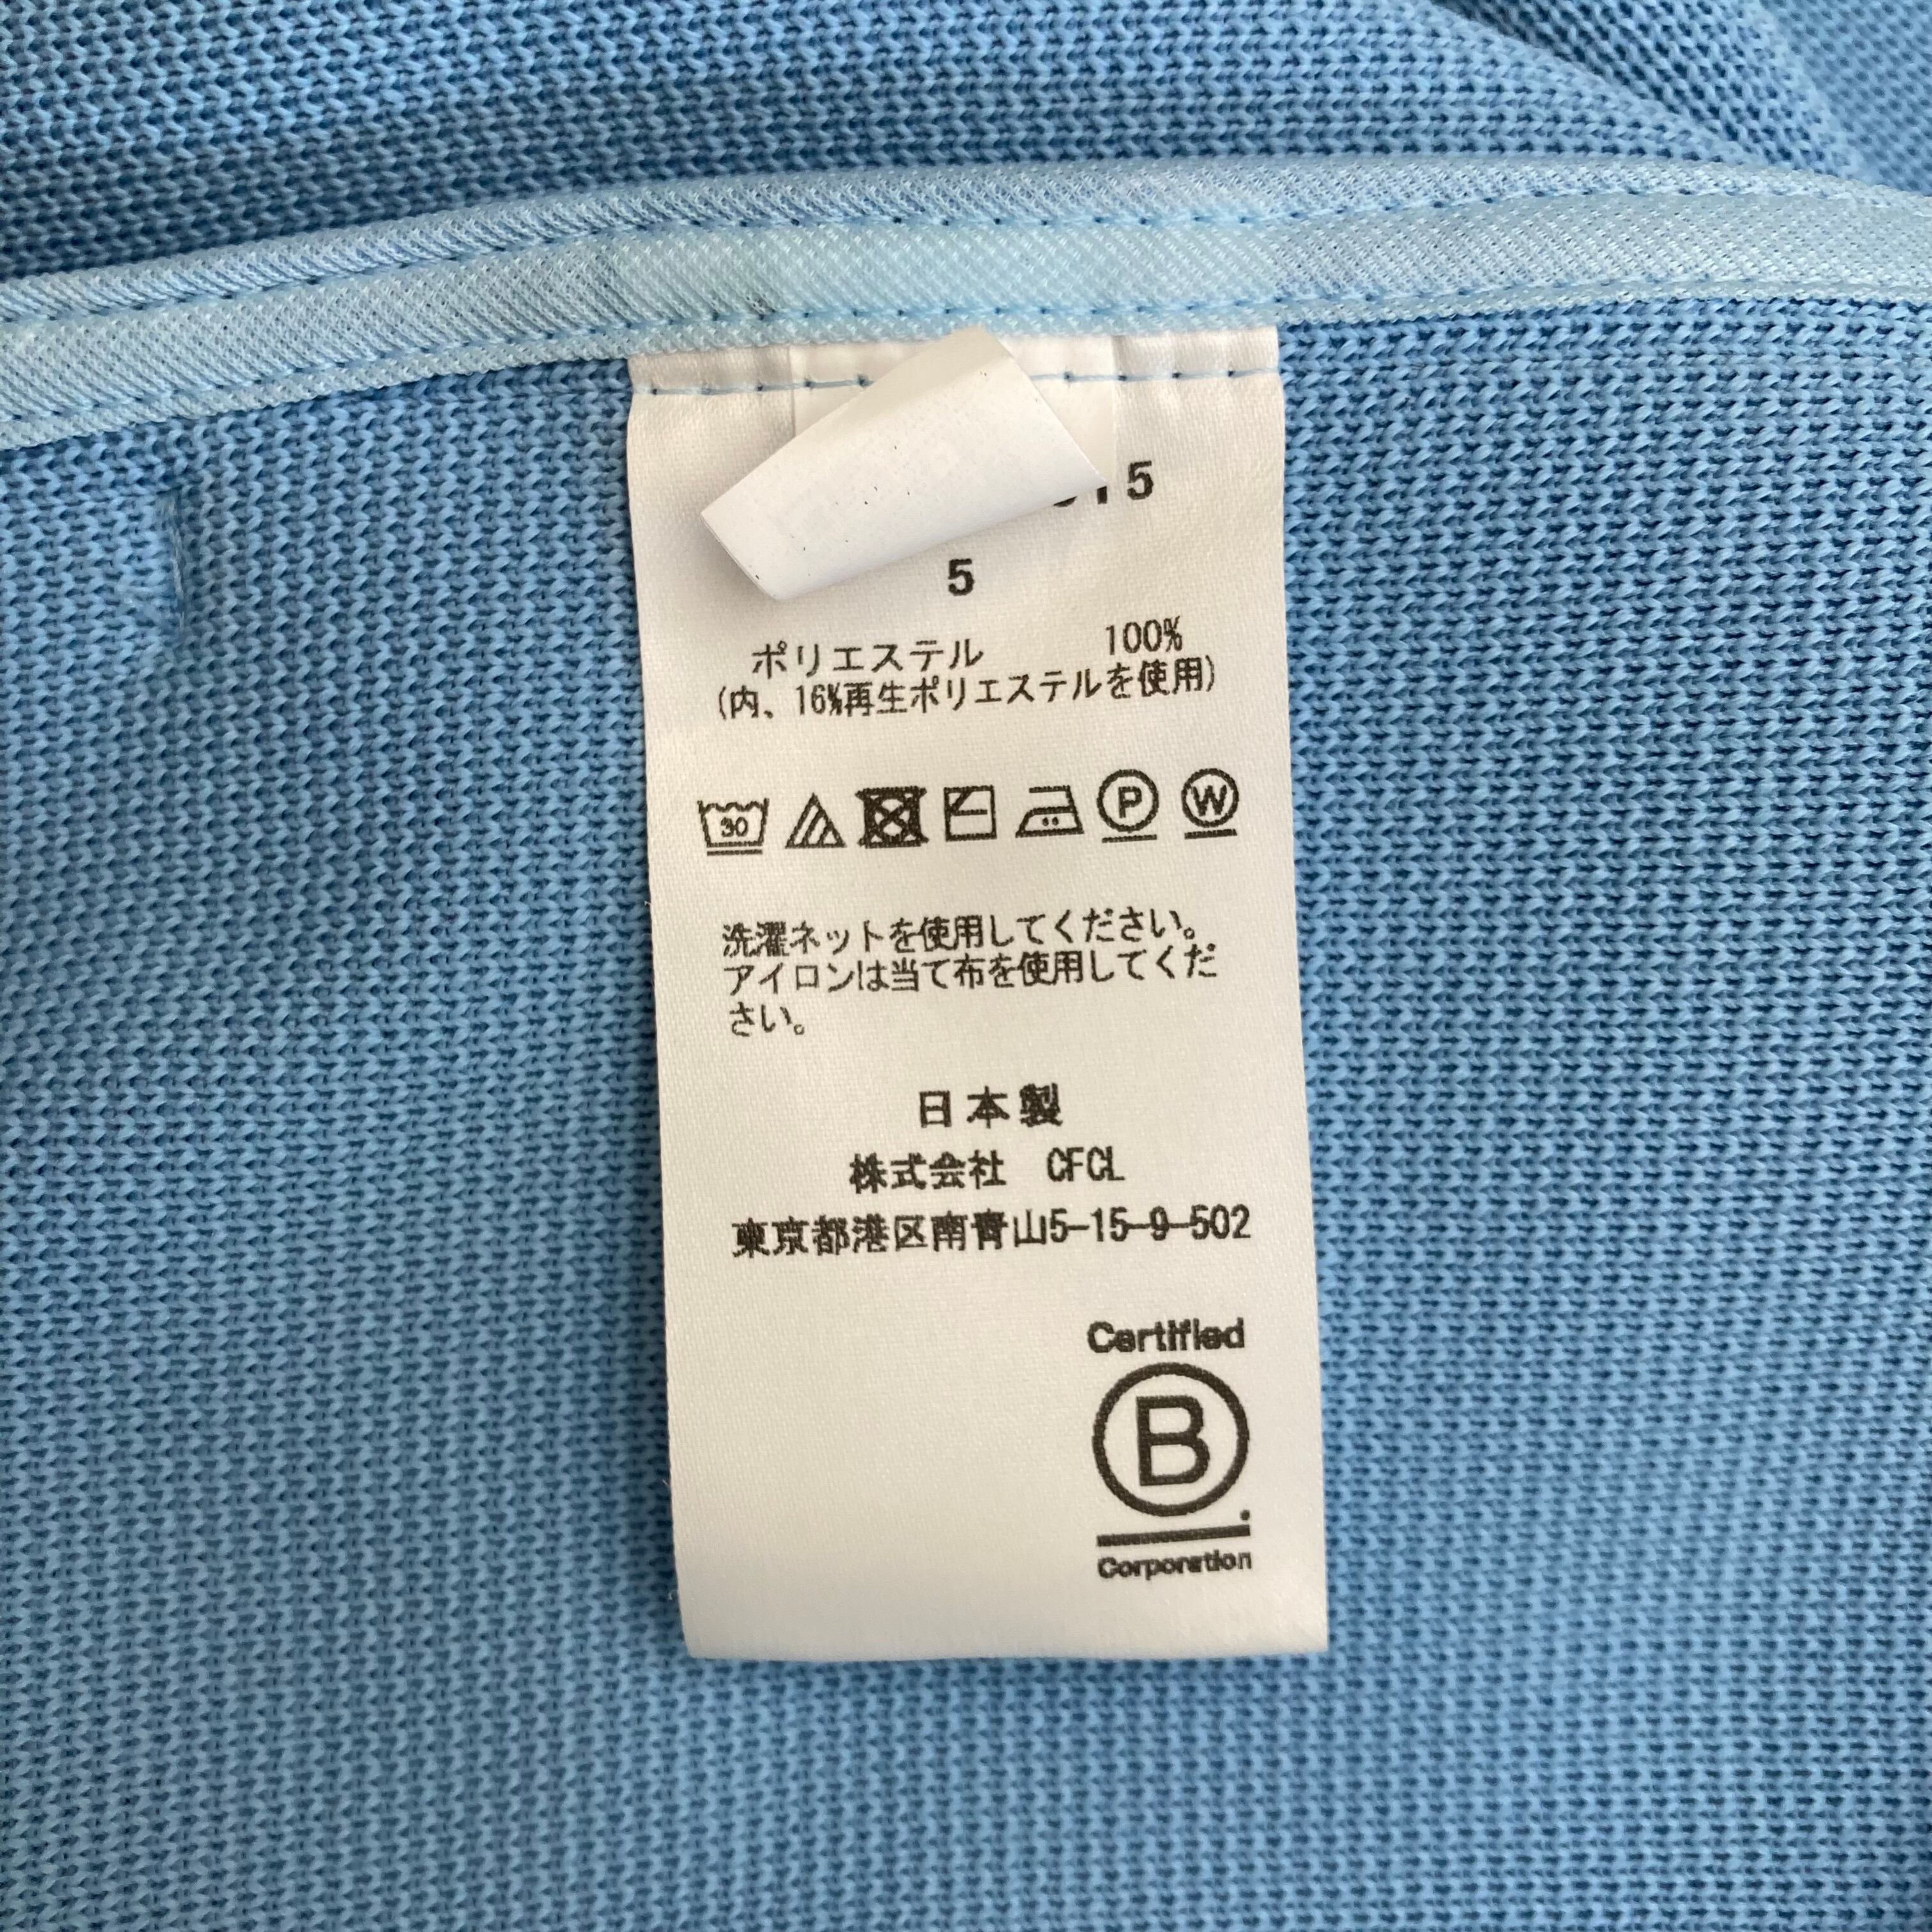 15
5
ポリエステル 100%
(内、16%再生ポリエステルを使用)
30 P W
洗濯ネットを使用してください。
アイロンは当て布を使用してくだ
さい。
日本製
株式会社 CFCL
東京都港区南青山5-15-9-502
Certified
B
Corporation